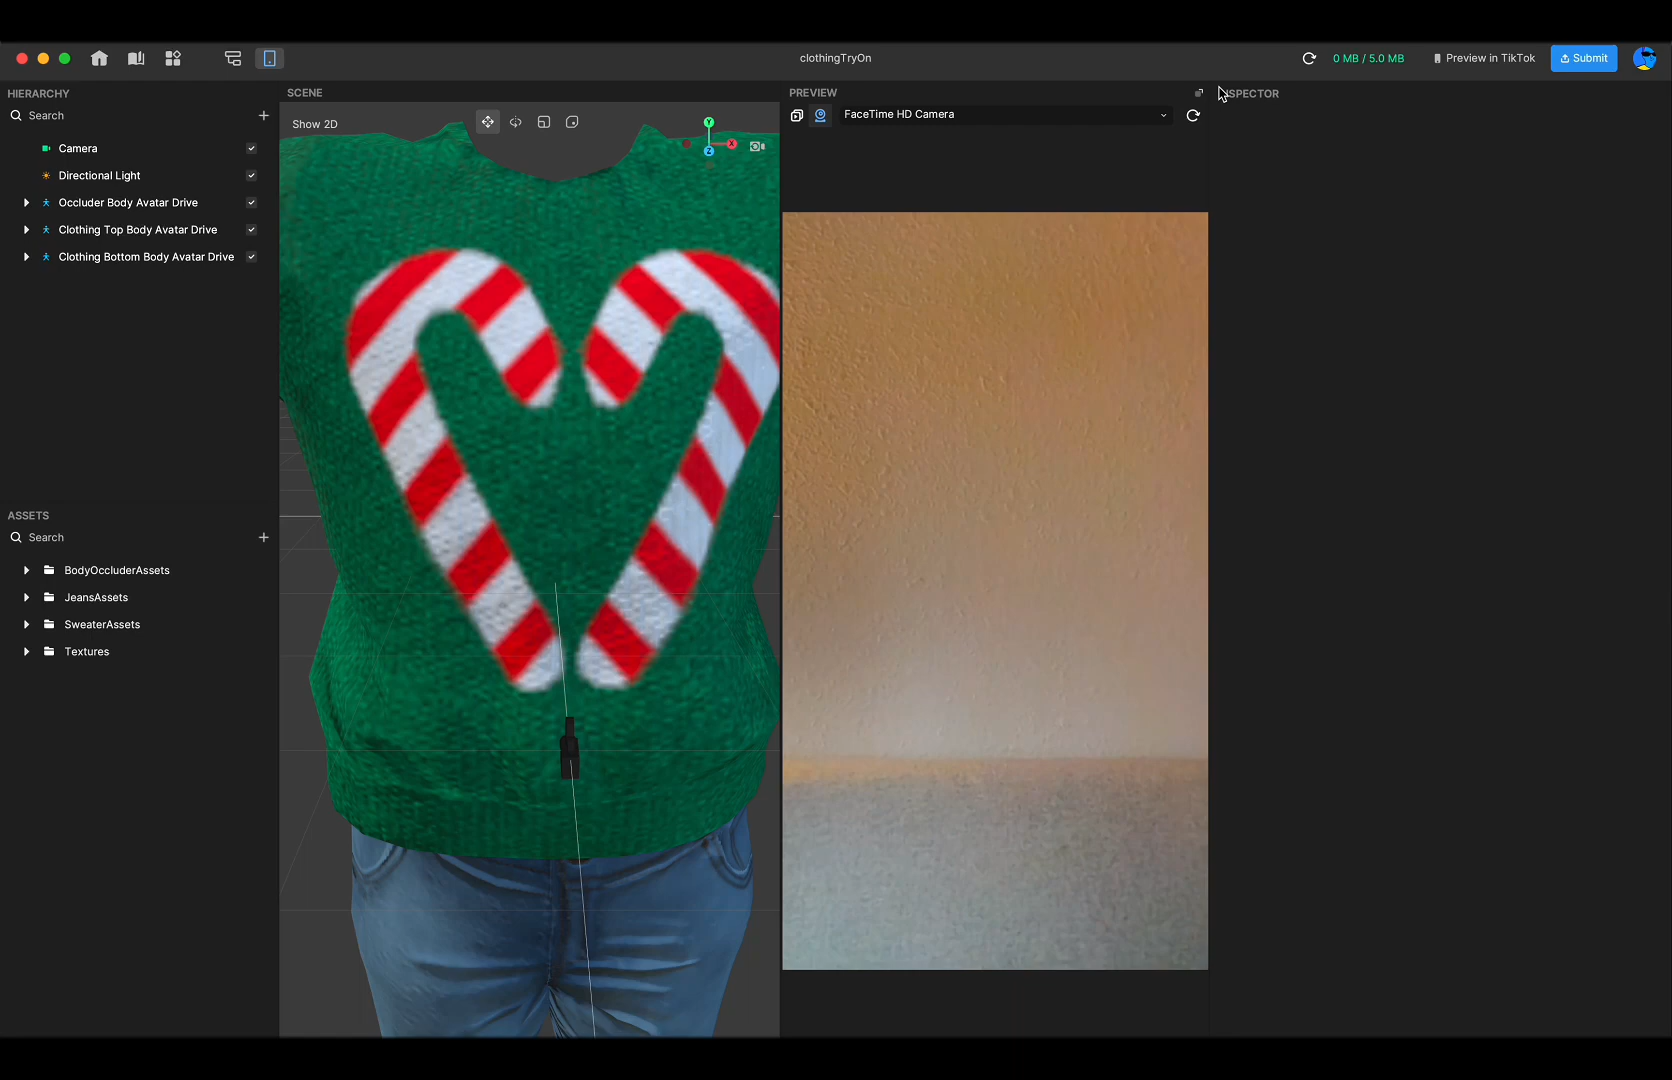 clothingTryOn
0 MB / 5.0 MB
Preview in TikTok
Submit
HIERARCHY
Search
Camera
Directional Light
Occluder Body Avatar Drive
Clothing Top Body Avatar Drive
Clothing Bottom Body Avatar Drive
ASSETS
Search
BodyOccluderAssets
JeansAssets
SweaterAssets
Textures
SCENE
Show 2D
Y
X
Z
PREVIEW
FaceTime HD Camera
SPECTOR